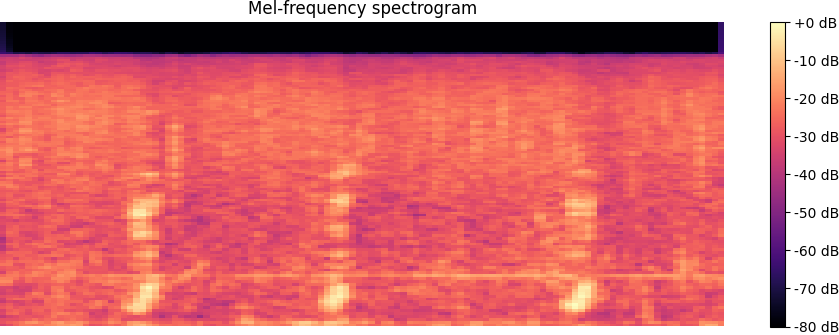 Mel-frequency spectrogram
+0 dB
-10 dB
-20 dB
-30 dB
-40 dB
-50 dB
-60 dB
-70 dB
-80 dB